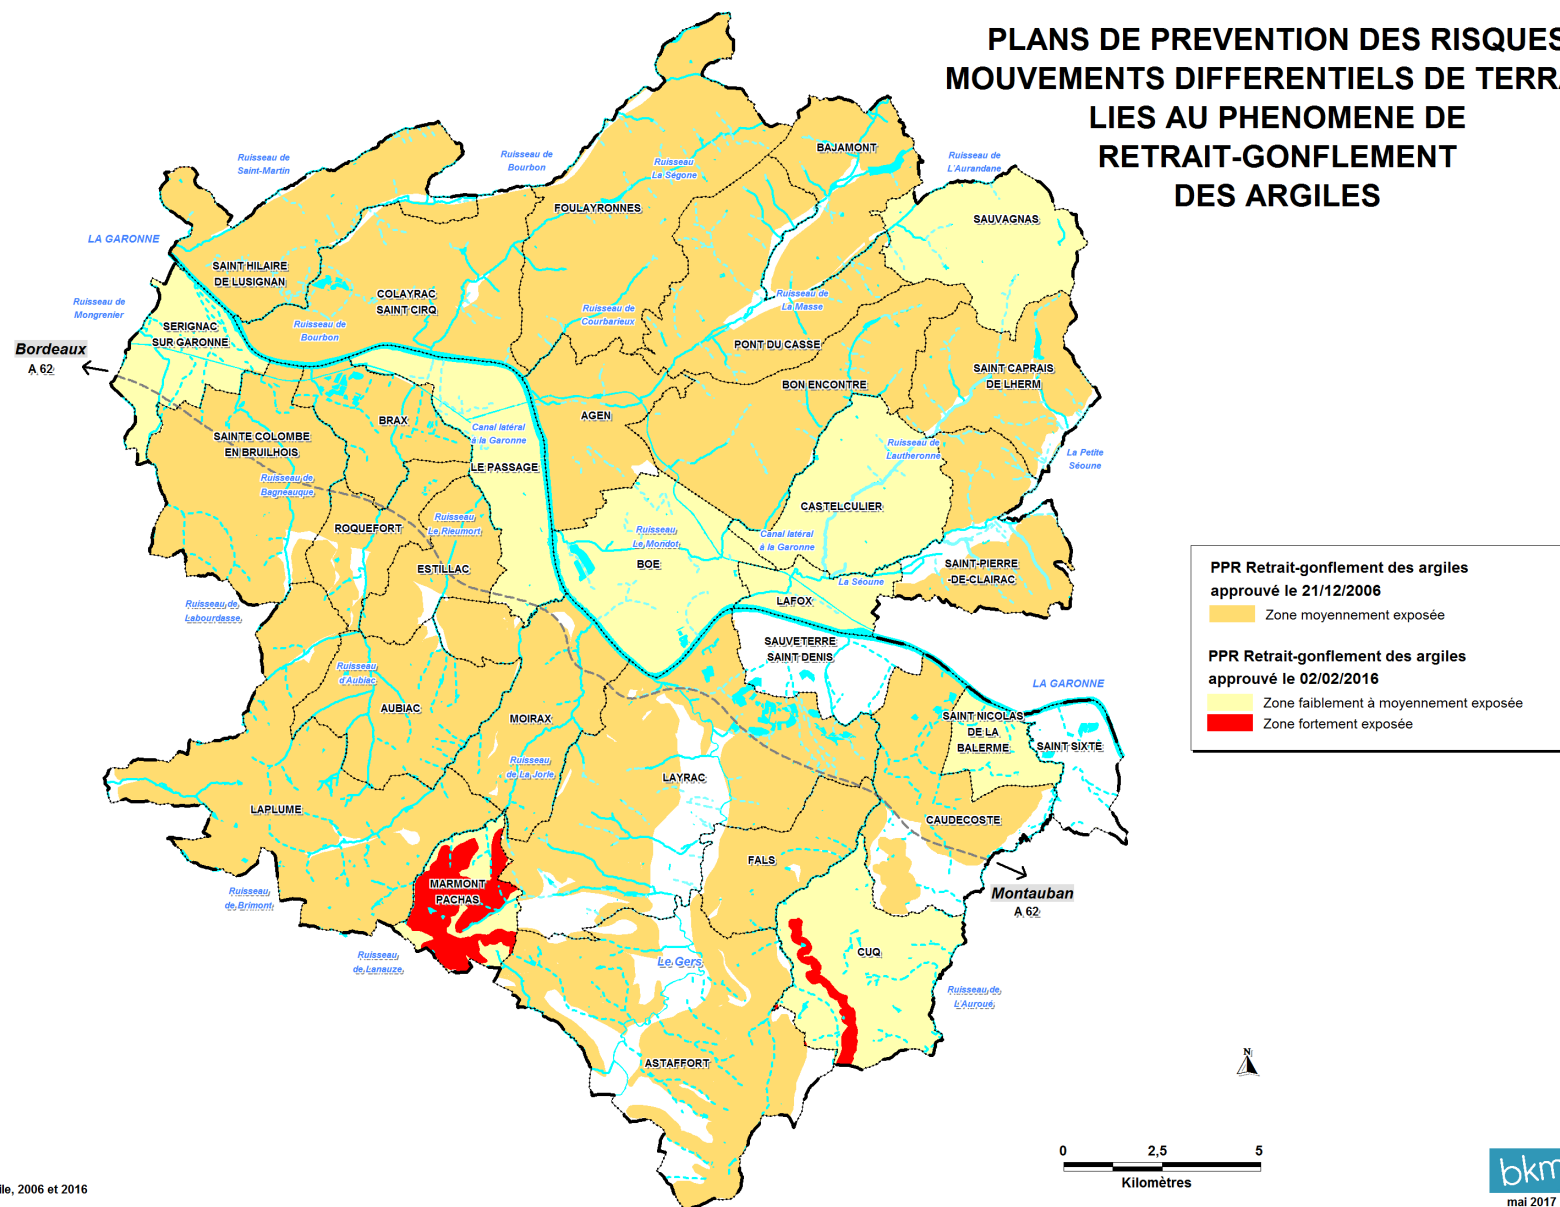 PLANS DE PREVENTION DES RISQUES
MOUVEMENTS DIFFERENTIELS DE TERRA
LIES AU PHENOMENE DE
RETRAIT-GONFLEMENT
DES ARGILES
BAJAMONT
Ruisseau de
Saint-Martin
Ruisseau de
Bourbon
Ruisseau
La Ségone
Ruisseau de
L'Aurandane
FOULAYRONNES
SAUVAGNAS
LA GARONNE
SAINT HILAIRE
DE LUSIGNAN
COLAYRAC
SAINT CIRQ
Ruisseau de
La Masse
Ruisseau de
Mongrenier
Ruisseau de
Courbarieux
SERIGNAC
SUR GARONNE
Ruisseau de
Bourbon
PONT DU CASSE
Bordeaux
A 62
SAINT CAPRAIS
DE LHERM
BON ENCONTRE
AGEN
BRAX
Canal latéral
à la Garonne
SAINTE COLOMBE
EN BRUILHOIS
Ruisseau de
Lautheronne
La Petite
Séoune
LE PASSAGE
Ruisseau de
Bagneauque
CASTELCULIER
ROQUEFORT
Ruisseau
Le Rieumort
Ruisseau
Le Mondot
Canal latéral
à la Garonne
BOE
ESTILLAC
SAINT-PIERRE
-DE-CLAIRAC
La Séoune
LAFOX
Ruisseau de
Labourdasse
SAUVETERRE
SAINT DENIS
PPR Retrait-gonflement des argiles
approuvé le 21/12/2006
Zone moyennement exposée
PPR Retrait-gonflement des argiles
approuvé le 02/02/2016
Zone faiblement à moyennement exposée
Zone fortement exposée
Ruisseau
d'Aubiac
LA GARONNE
AUBIAC
MOIRAX
SAINT NICOLAS
DE LA
BALERME
SAINT SIXTE
Ruisseau
de La Jorle
LAYRAC
LAPLUME
CAUDECOSTE
FALS
MARMONT
PACHAS
Ruisseau
de Brimont
Montauban
A 62
Ruisseau
de Lanauze
Le Gers
CUQ
Ruisseau de
L'Auroué
ASTAFFORT
N
0 2,5 5
Kilomètres
bkm
mai 2017
ile, 2006 et 2016